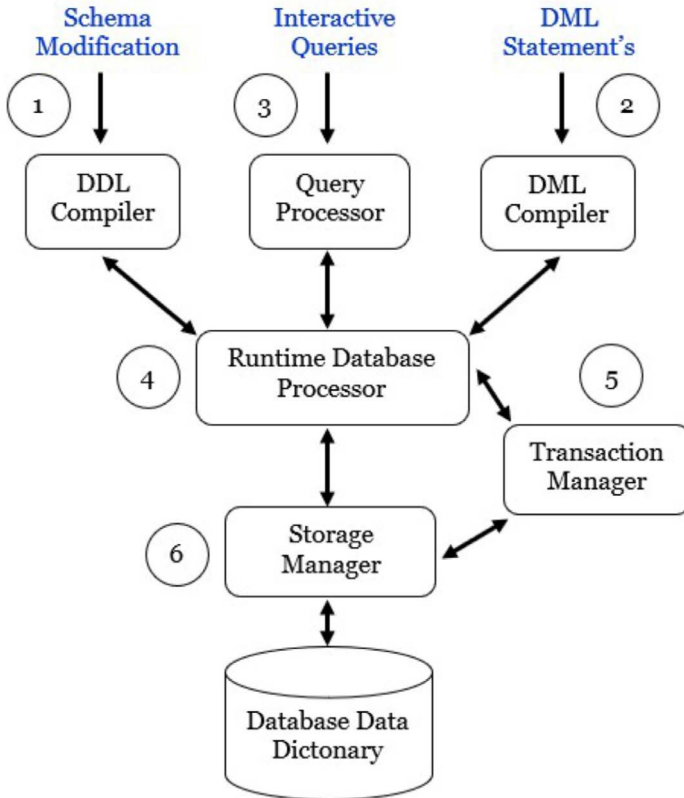 Schema
Modification
Interactive
Queries
DML
Statement's
1
3
2
DDL
Compiler
Query
Processor
DML
Compiler
4
Runtime Database
Processor
5
Transaction
Manager
6
Storage
Manager
Database Data
Dictonary